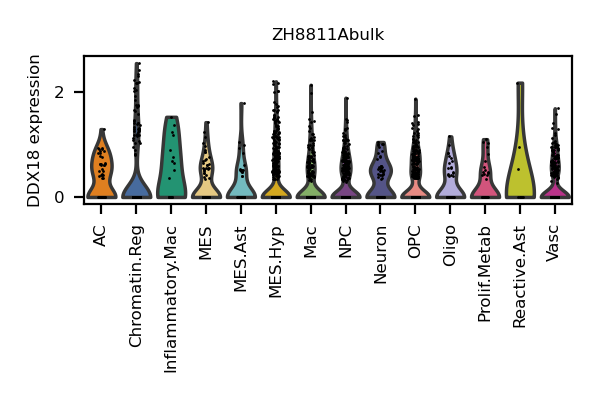 ZH8811Abulk
DDX18 expression
2
0
AC
Chromatin.Reg
Inflammatory.Mac
MES
MES.Ast
MES.Hyp
Mac
NPC
Neuron
OPC
Oligo
Prolif.Metab
Reactive.Ast
Vasc